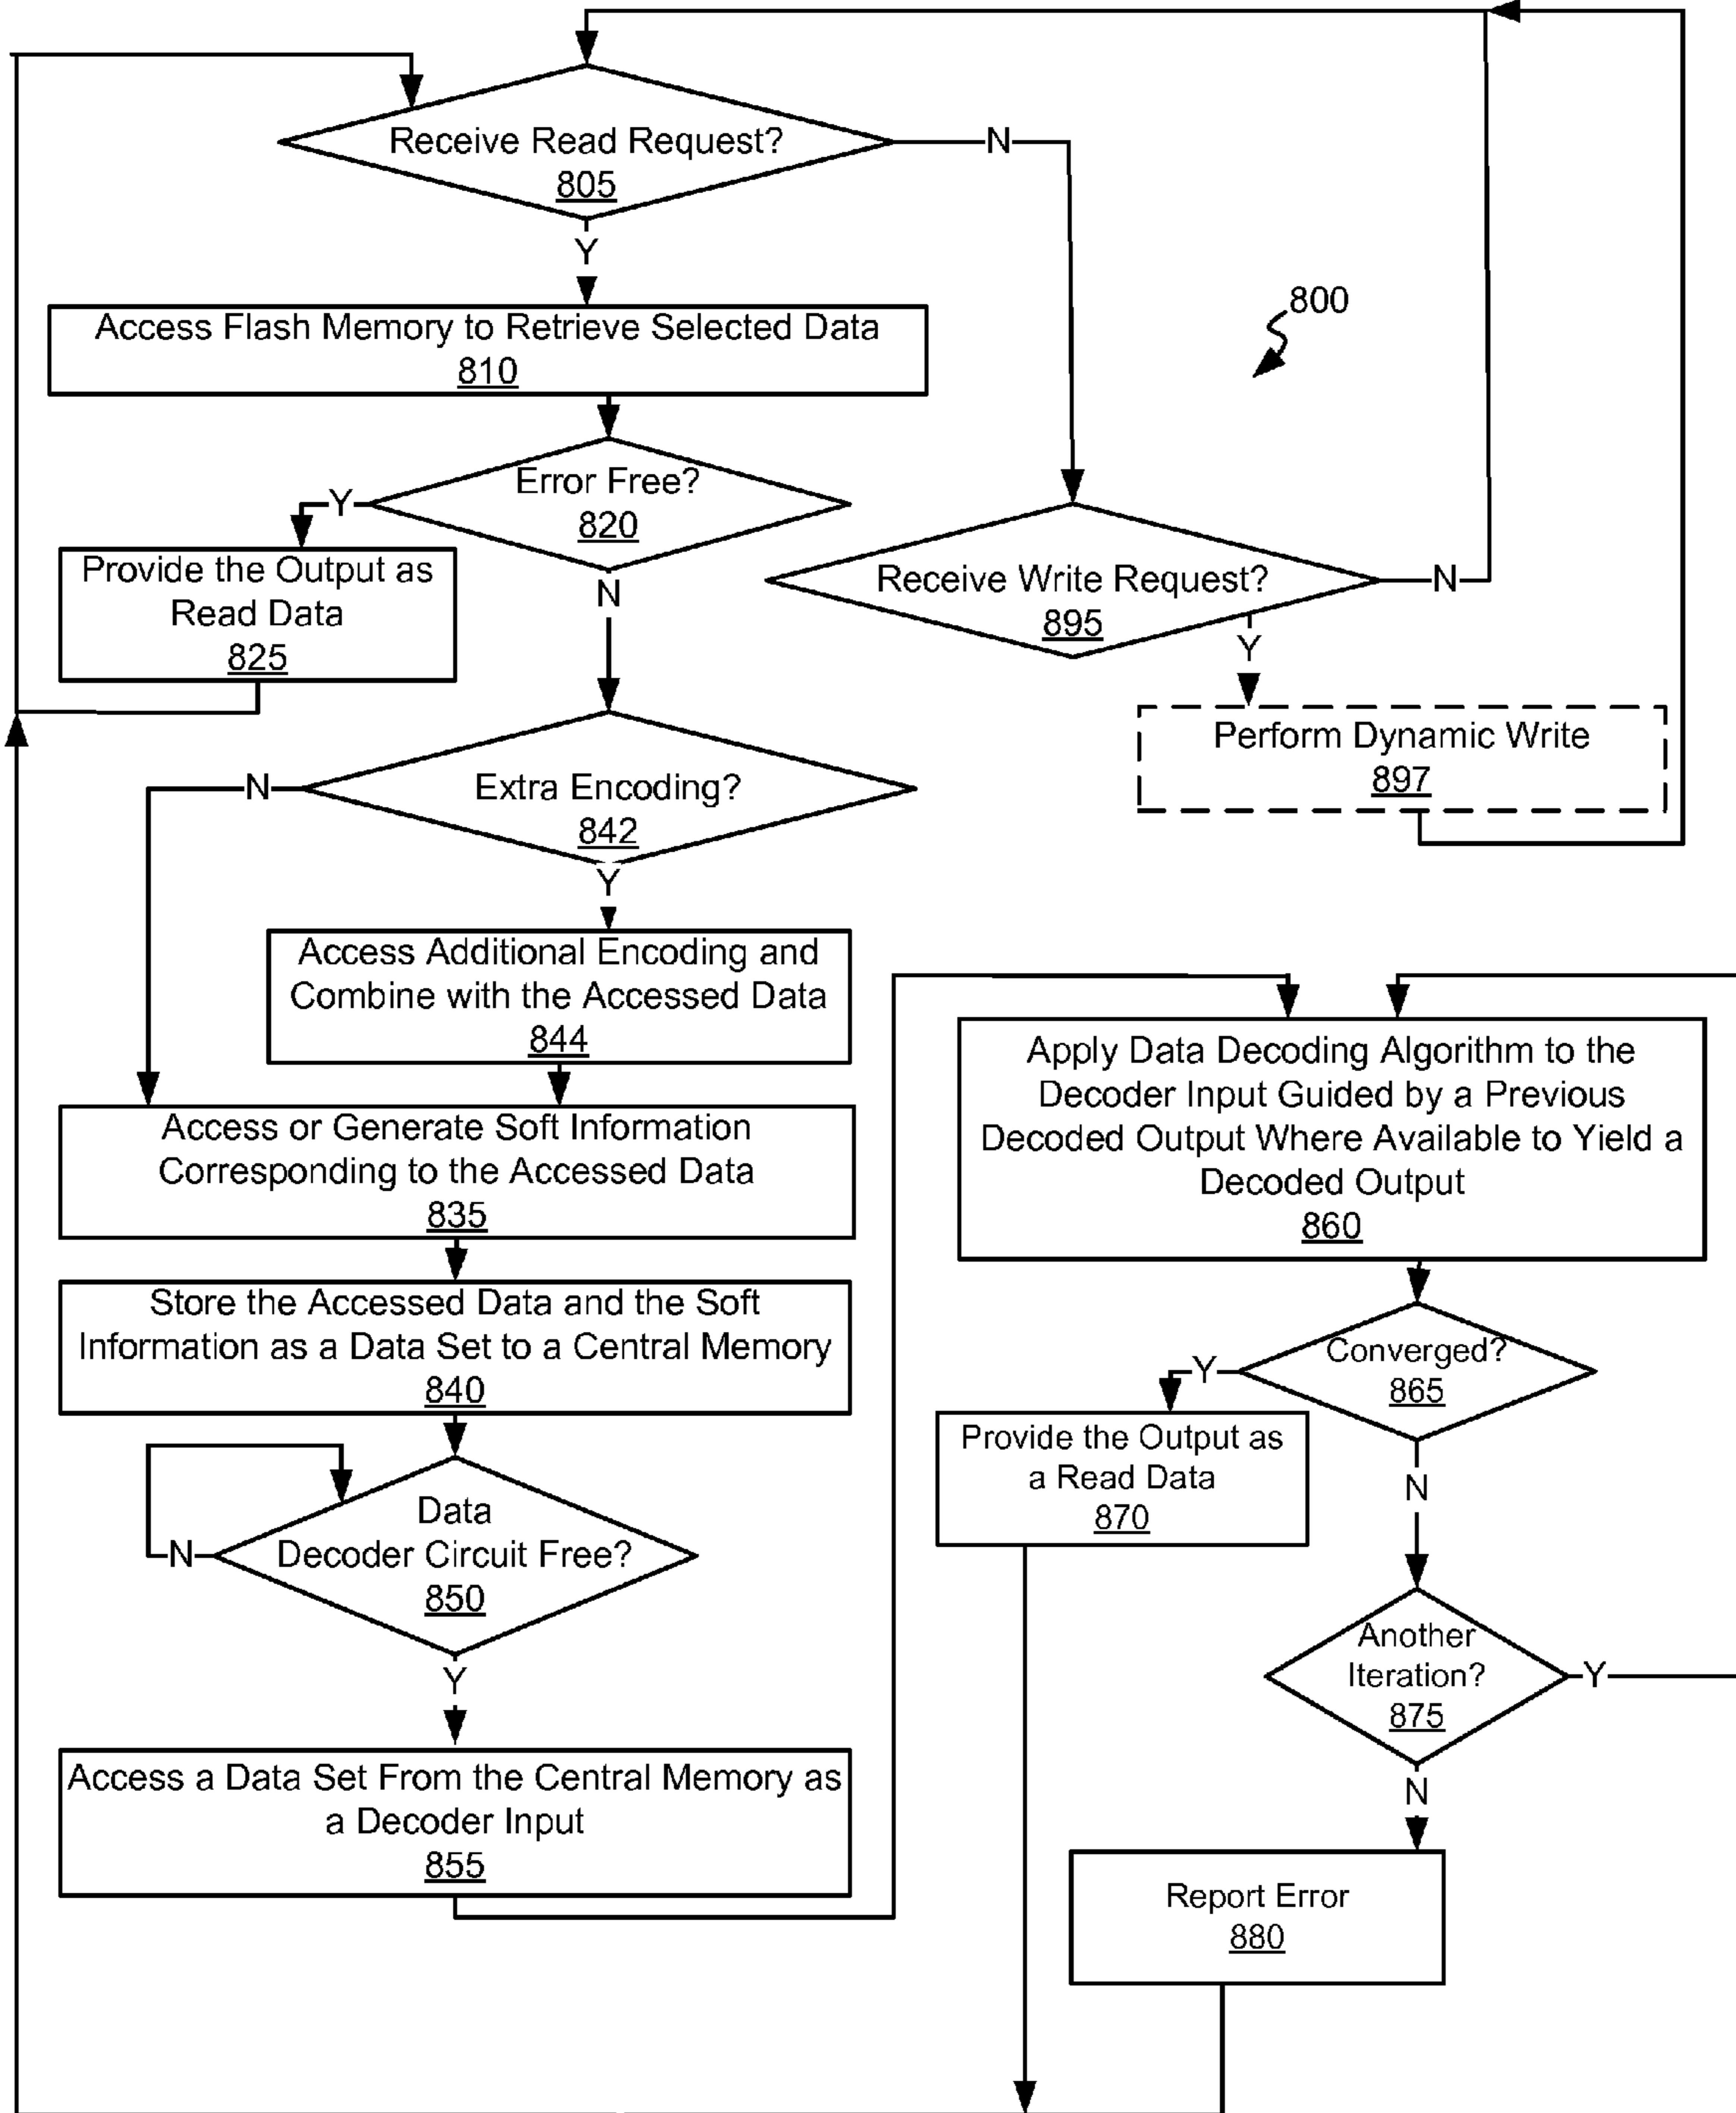 Receive Read Request?
805
N
Y
800
Access Flash Memory to Retrieve Selected Data
810
Error Free?
820
Y
N
Provide the Output as
Read Data
825
Receive Write Request?
895
N
Y
Perform Dynamic Write
897
Extra Encoding?
842
N
Y
Access Additional Encoding and
Combine with the Accessed Data
844
Access or Generate Soft Information
Corresponding to the Accessed Data
835
Store the Accessed Data and the Soft
Information as a Data Set to a Central Memory
840
Data
Decoder Circuit Free?
850
N
Y
Access a Data Set From the Central Memory as
a Decoder Input
855
Apply Data Decoding Algorithm to the
Decoder Input Guided by a Previous
Decoded Output Where Available to Yield a
Decoded Output
860
Converged?
865
Y
N
Provide the Output as
a Read Data
870
Another
Iteration?
875
Y
N
Report Error
880